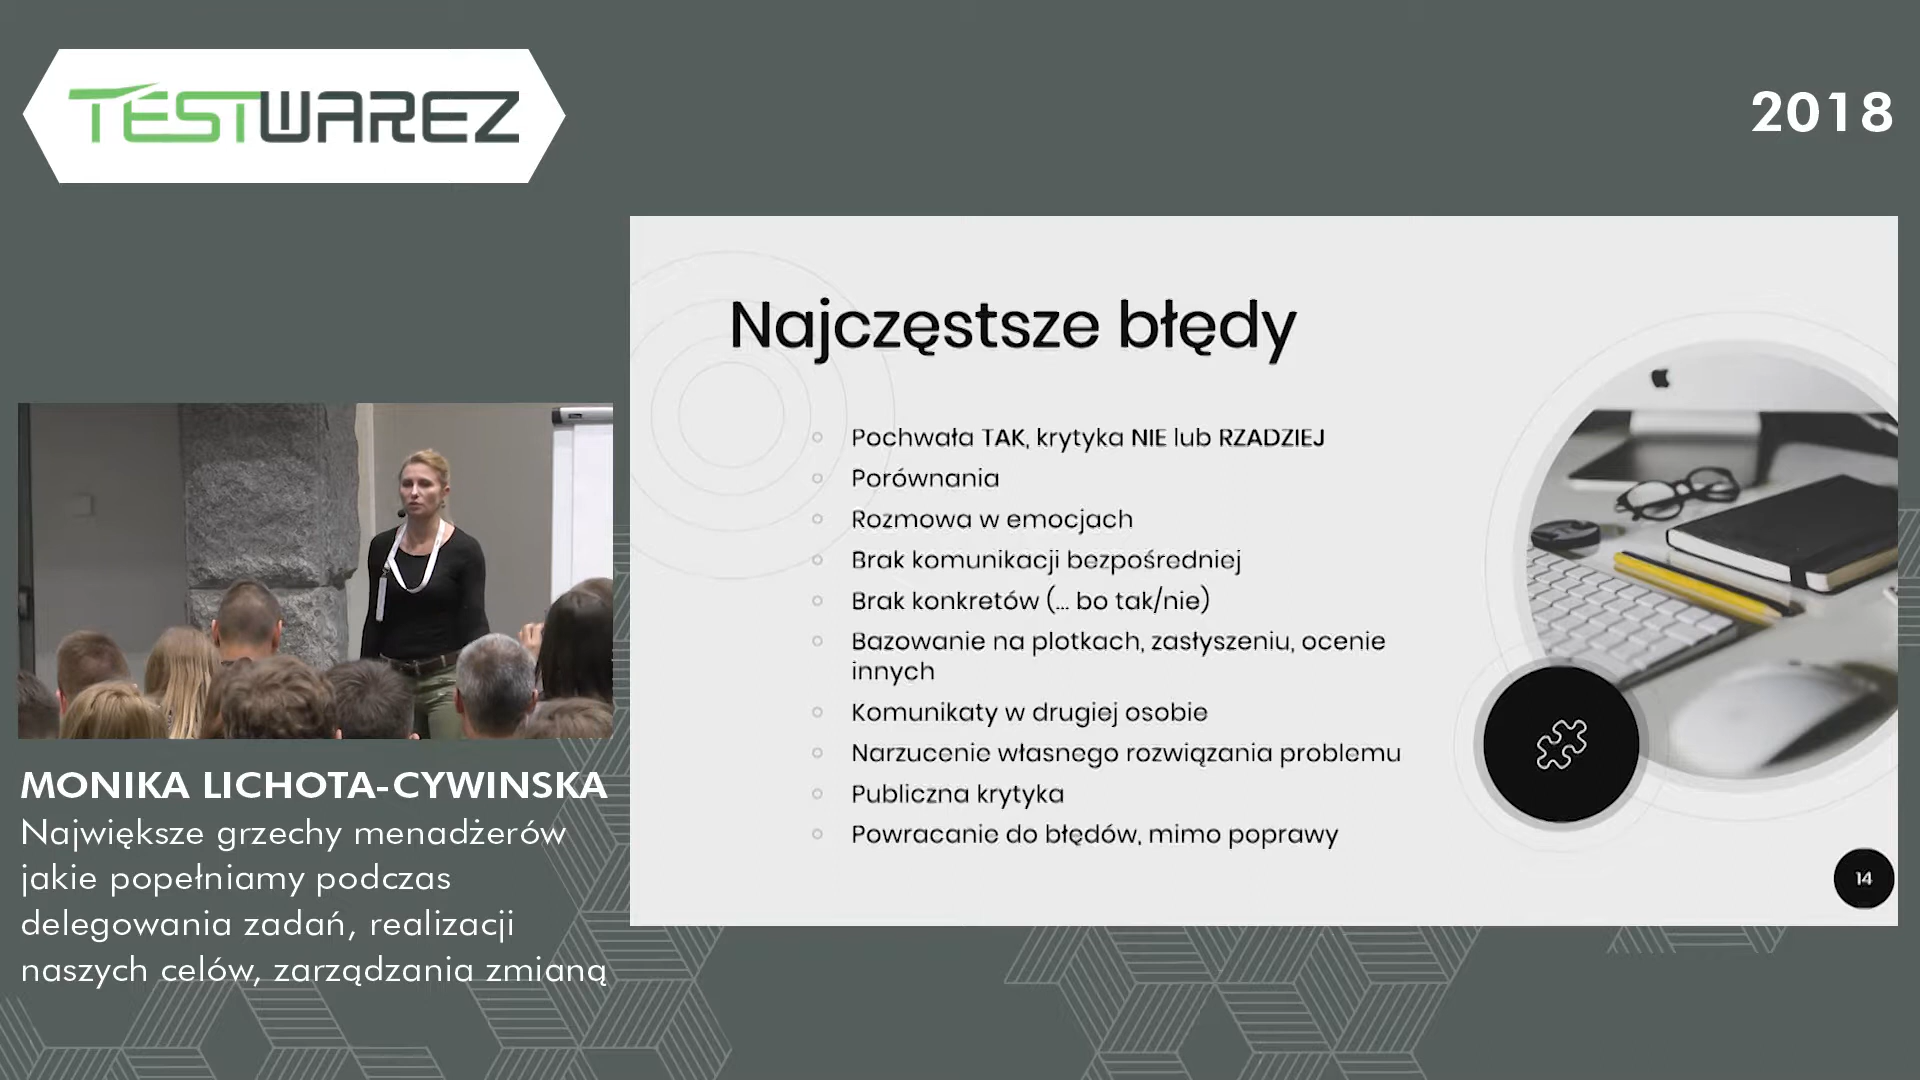 TESTWAREZ
2018
Najczęstsze błędy
Pochwała TAK, krytyka NIE lub RZADZIEJ
Porównania
Rozmowa w emocjach
Brak komunikacji bezpośredniej
Brak konkretów (... bo tak/nie)
Bazowanie na plotkach, zasłyszeniu, ocenie
innych
Komunikaty w drugiej osobie
Narzucenie własnego rozwiązania problemu
Publiczna krytyka
Powracanie do błędów, mimo poprawy
14
MONIKA LICHOTA-CYWINSKA
Największe grzechy menadżerów
jakie popełniamy podczas
delegowania zadań, realizacji
naszych celów, zarządzania zmianą